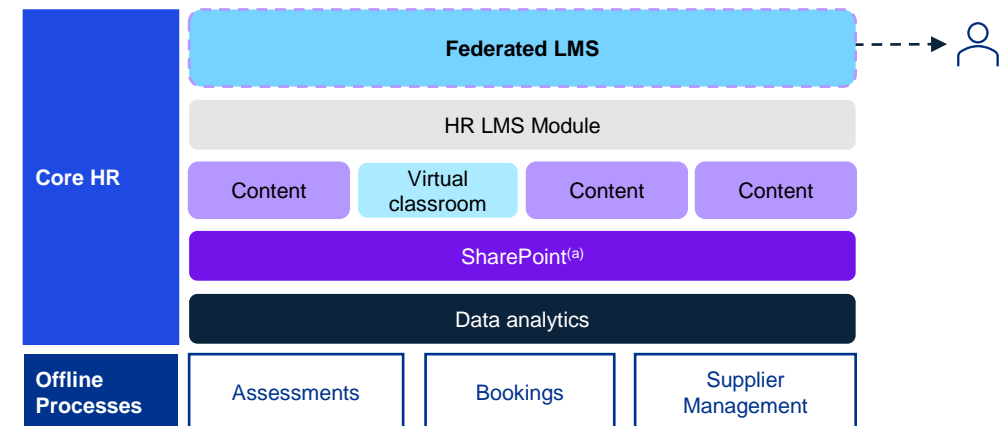 Federated LMS
HR LMS Module
Core HR
Content
Virtual
classroom
Content
Content
SharePoint(a)
Data analytics
Offline
Processes
Assessments
Bookings
Supplier
Management